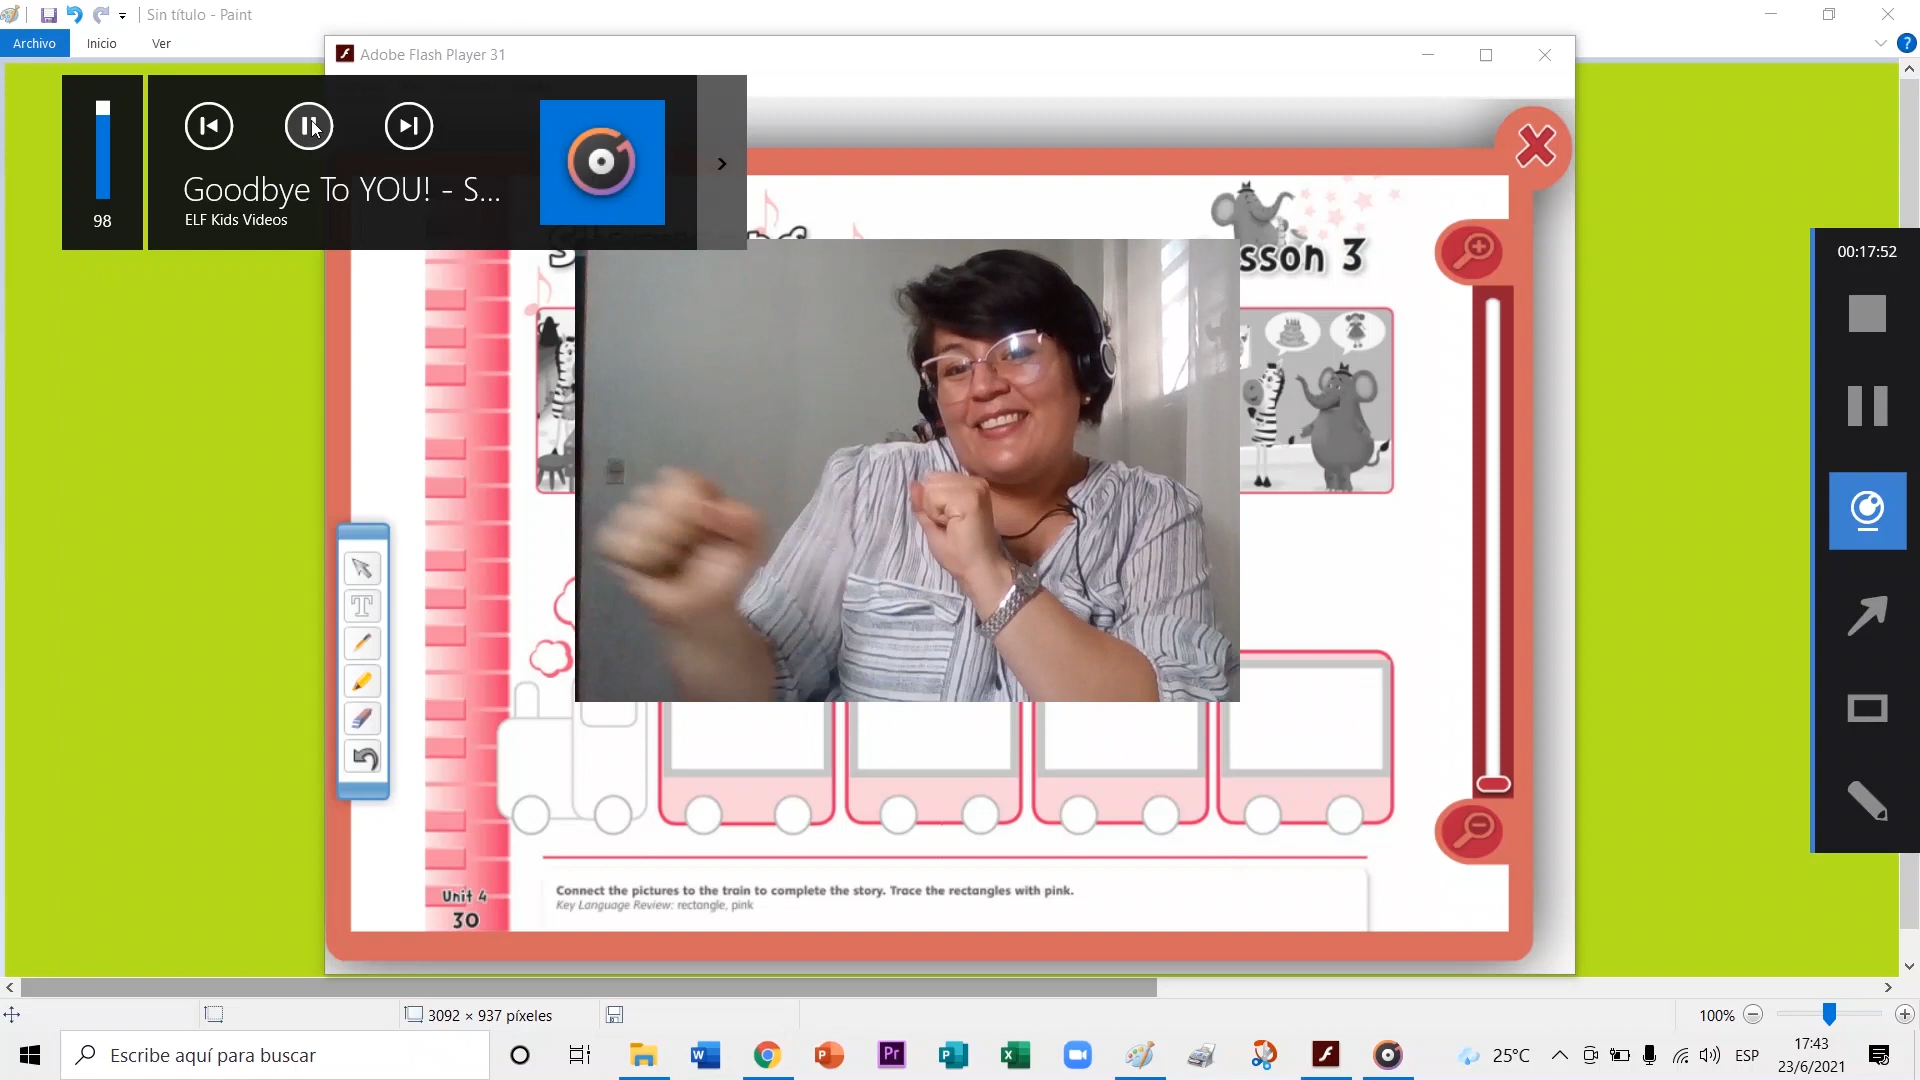 Sin título - Paint
Archivo
Inicio
Ver
Adobe Flash Player 31
98
Goodbye To YOU! - S...
ELF Kids Videos
sson 3
00:17:52
T
Unit 4
30
Connect the pictures to the train to complete the story. Trace the rectangles with pink.
Key Language Review: rectangle, pink
3092 × 937 píxeles
100%
Escribe aquí para buscar
25°C
ESP
17:43
23/6/2021